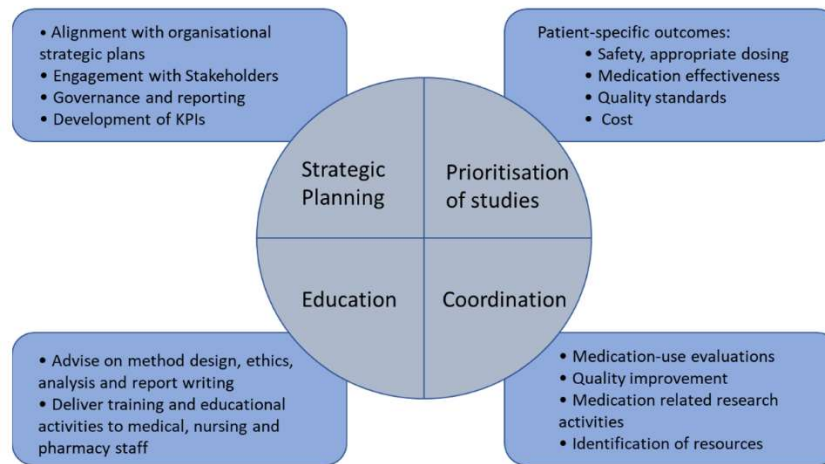 • Alignment with organisational
strategic plans
• Engagement with Stakeholders
• Governance and reporting
• Development of KPIs
Patient-specific outcomes:
• Safety, appropriate dosing
• Medication effectiveness
• Quality standards
• Cost
Strategic
Planning
Prioritisation
of studies
Education
Coordination
• Advise on method design, ethics,
analysis and report writing
• Deliver training and educational
activities to medical, nursing and
pharmacy staff
• Medication-use evaluations
• Quality improvement
• Medication related research
activities
• Identification of resources